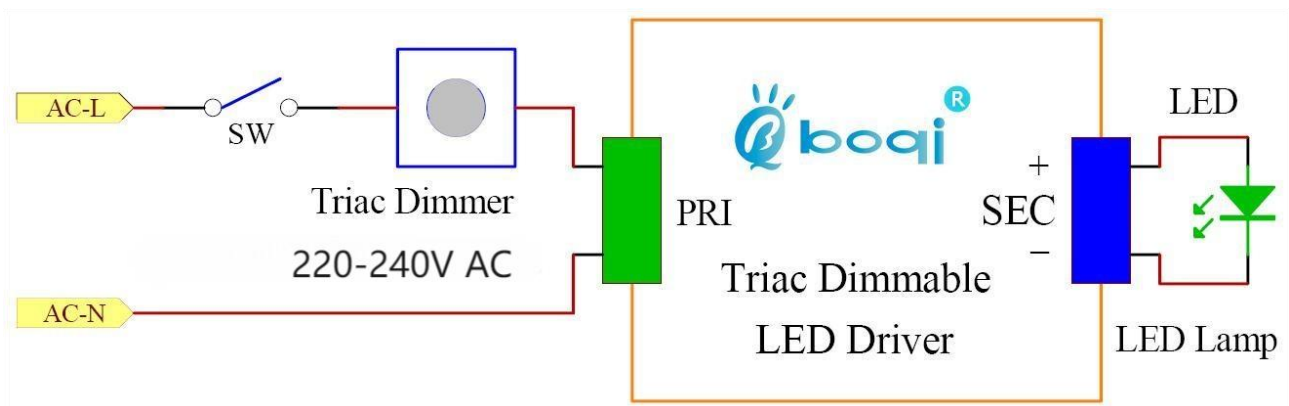 AC-L
SW
Triac Dimmer
220-240V AC
AC-N
boqi®
PRI
+
SEC
−
Triac Dimmable
LED Driver
LED
LED Lamp